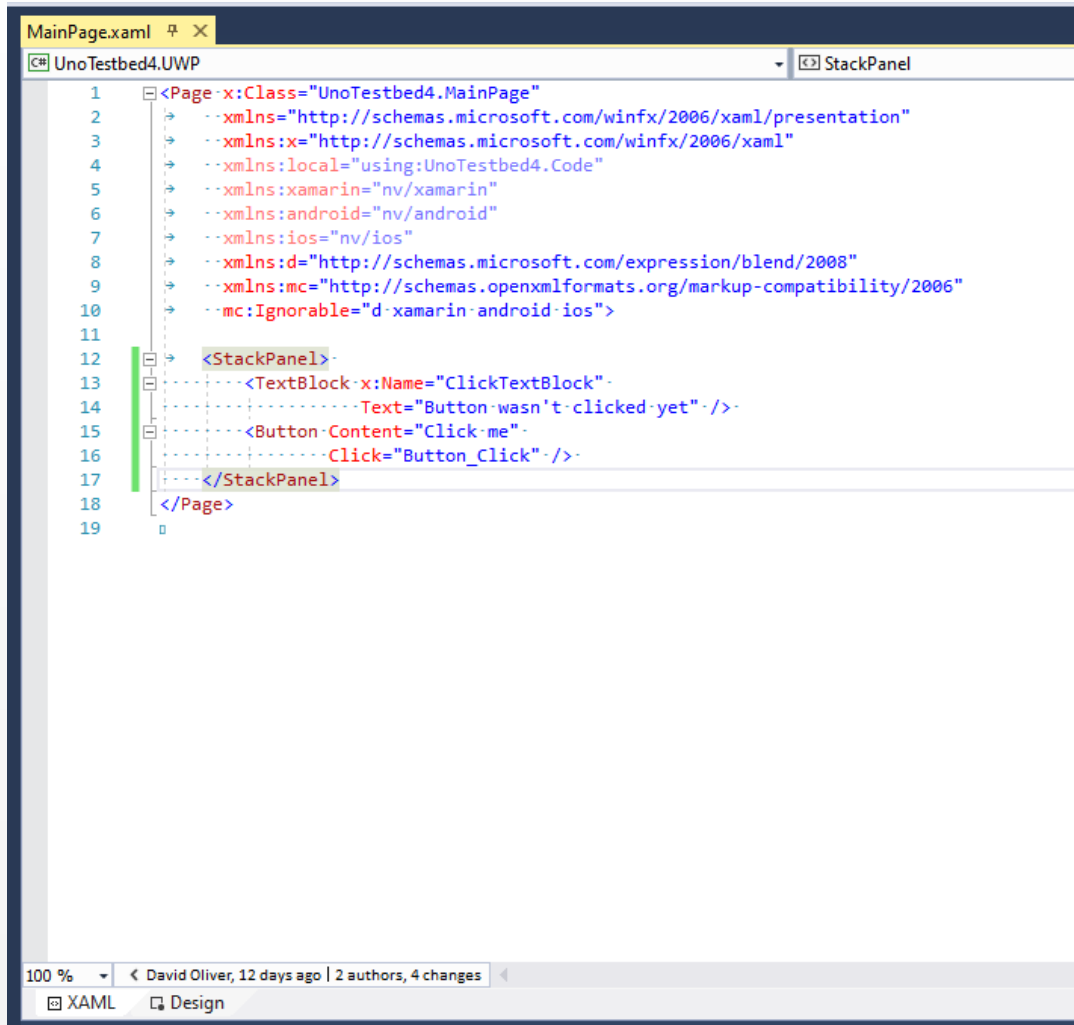 MainPage.xaml
C# UnoTestbed4.UWP StackPanel
1 <Page x:Class="UnoTestbed4.MainPage"
2 xmlns="http://schemas.microsoft.com/winfx/2006/xaml/presentation"
3 xmlns:x="http://schemas.microsoft.com/winfx/2006/xaml"
4 xmlns:local="using:UnoTestbed4.Code"
5 xmlns:xamarin="nv/xamarin"
6 xmlns:android="nv/android"
7 xmlns:ios="nv/ios"
8 xmlns:d="http://schemas.microsoft.com/expression/blend/2008"
9 xmlns:mc="http://schemas.openxmlformats.org/markup-compatibility/2006"
10 mc:Ignorable="d xamarin android ios">
11
12 <StackPanel>
13 <TextBlock x:Name="ClickTextBlock"
14 Text="Button wasn't clicked yet" />
15 <Button Content="Click me"
16 Click="Button_Click" />
17 </StackPanel>
18 </Page>
19
100 % David Oliver, 12 days ago | 2 authors, 4 changes
XAML Design